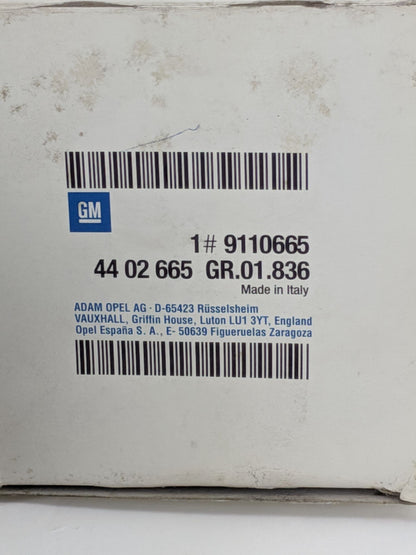 GM
1# 9110665
44 02 665 GR.01.836
Made in Italy
ADAM OPEL AG · D-65423 Rüsselsheim
VAUXHALL, Griffin House, Luton LU1 3YT, England
Opel España S. A., E- 50639 Figueruelas Zaragoza